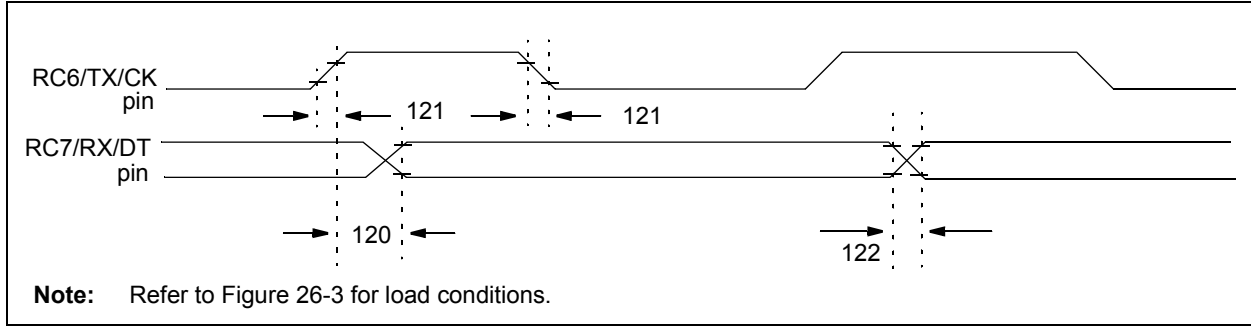 RC6/TX/CK
pin
121
121
RC7/RX/DT
pin
120
122
Note: Refer to Figure 26-3 for load conditions.